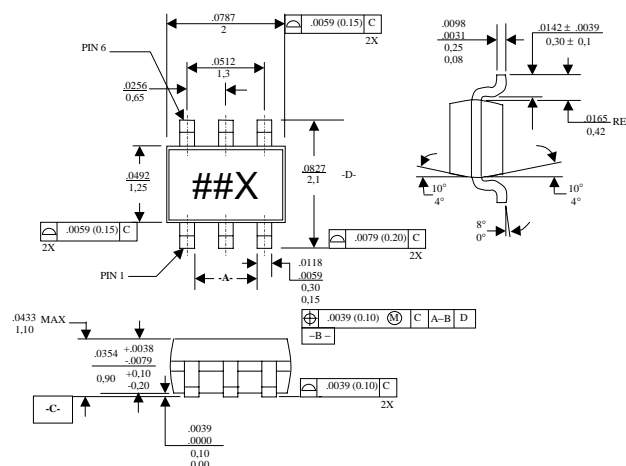 .0787
2
.0059 (0.15) C
2X
PIN 6
.0512
1,3
.0256
0,65
.0098
.0031
0,25
0,08
.0142 ± .0039
0,30 ± 0,1
.0165 RE
0,42
.0492
1,25
##X
.0827
2,1
-D-
10°
4°
10°
4°
8°
0°
.0059 (0.15) C
2X
.0079 (0.20) C
2X
PIN 1
-A-
.0118
.0059
0,30
0,15
.0039 (0.10) M C A–B D
–B –
.0433 MAX
1,10
.0354 +.0038
-.0079
0,90 +0,10
-0,20
.0039 (0.10) C
2X
-C-
.0039
.0000
0,10
0,00